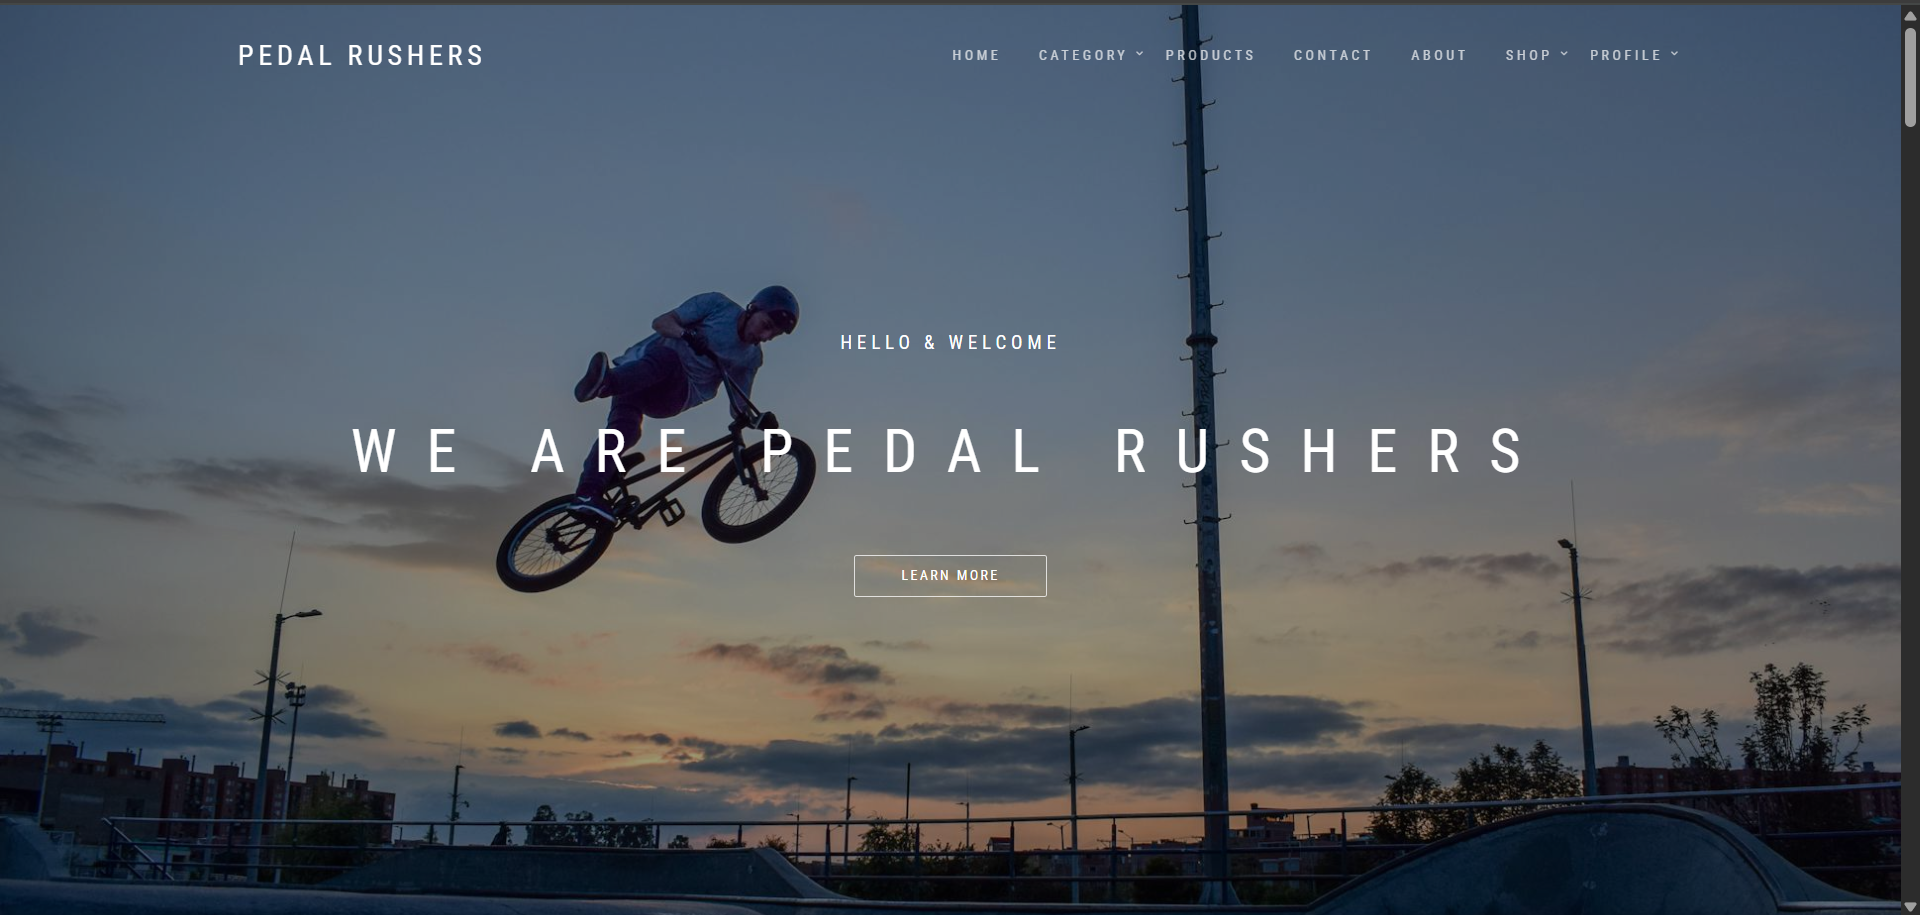 PEDAL RUSHERS
HOME CATEGORY PRODUCTS CONTACT ABOUT SHOP PROFILE
HELLO & WELCOME
WE ARE PEDAL RUSHERS
LEARN MORE